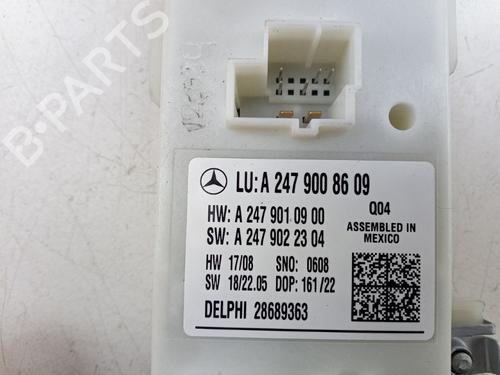 B-PARTS
LU: A 247 900 86 09
HW: A 247 901 09 00
Q04
SW: A 247 902 23 04
ASSEMBLED IN
MEXICO
HW 17/08 SNO: 0608
SW 18/22.05 DOP: 161/22
DELPHI 28689363